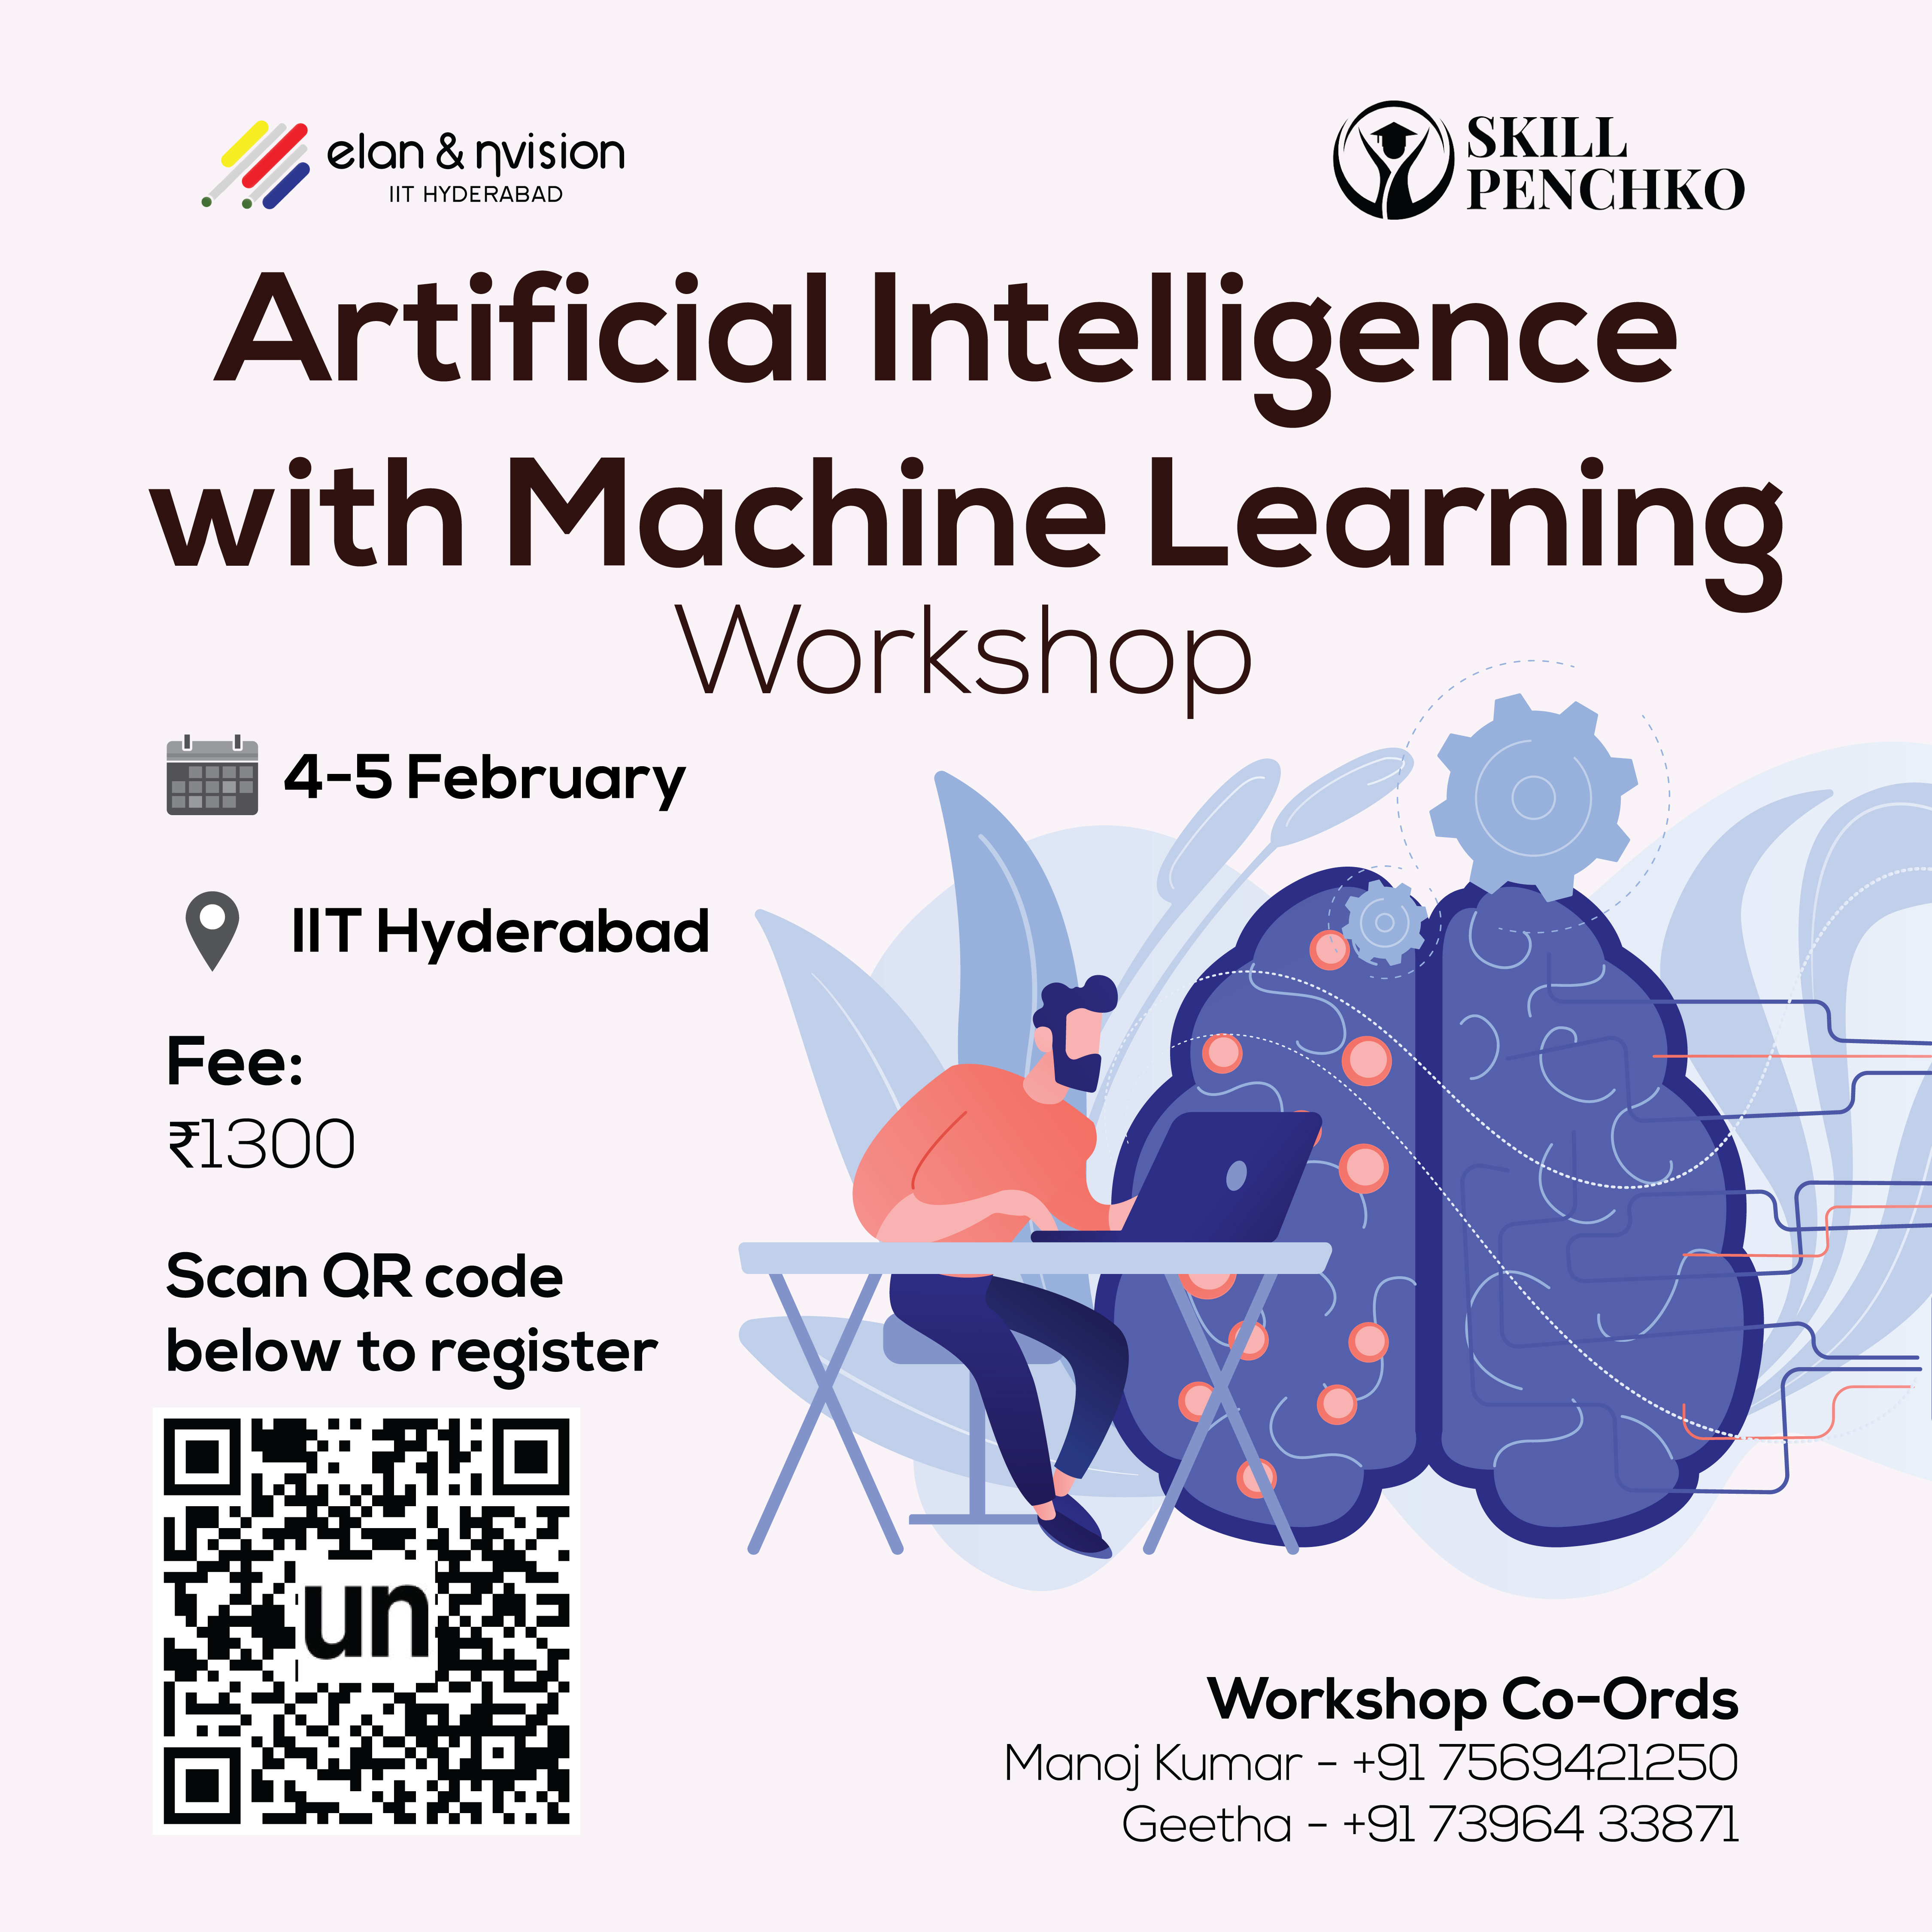 elan & nvision
IIT HYDERABAD
SKILL
PENCHKO
Artificial Intelligence
with Machine Learning
Workshop
4-5 February
IIT Hyderabad
Fee:
₹1300
Scan QR code
below to register
un
Workshop Co-Ords
Manoj Kumar - +91 7569421250
Geetha - +91 73964 33871